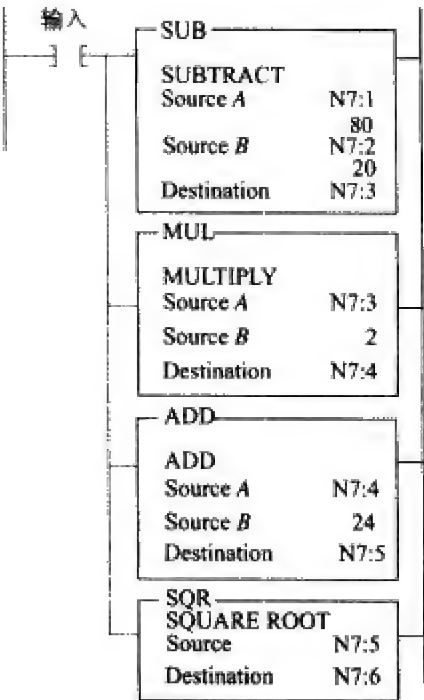 输入
SUB
SUBTRACT
Source A N7:1
80
Source B N7:2
20
Destination N7:3
MUL
MULTIPLY
Source A N7:3
Source B 2
Destination N7:4
ADD
ADD
Source A N7:4
Source B 24
Destination N7:5
SQR
SQUARE ROOT
Source N7:5
Destination N7:6